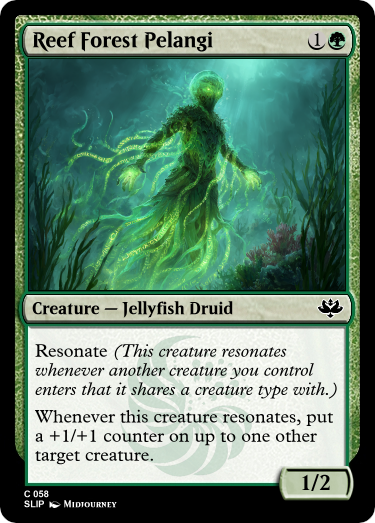 Reef Forest Pelangi 1
Creature — Jellyfish Druid
Resonate (This creature resonates
whenever another creature you control
enters that it shares a creature type with.)
Whenever this creature resonates, put
a +1/+1 counter on up to one other
target creature.
1/2
C 058
SLIP Midjourney